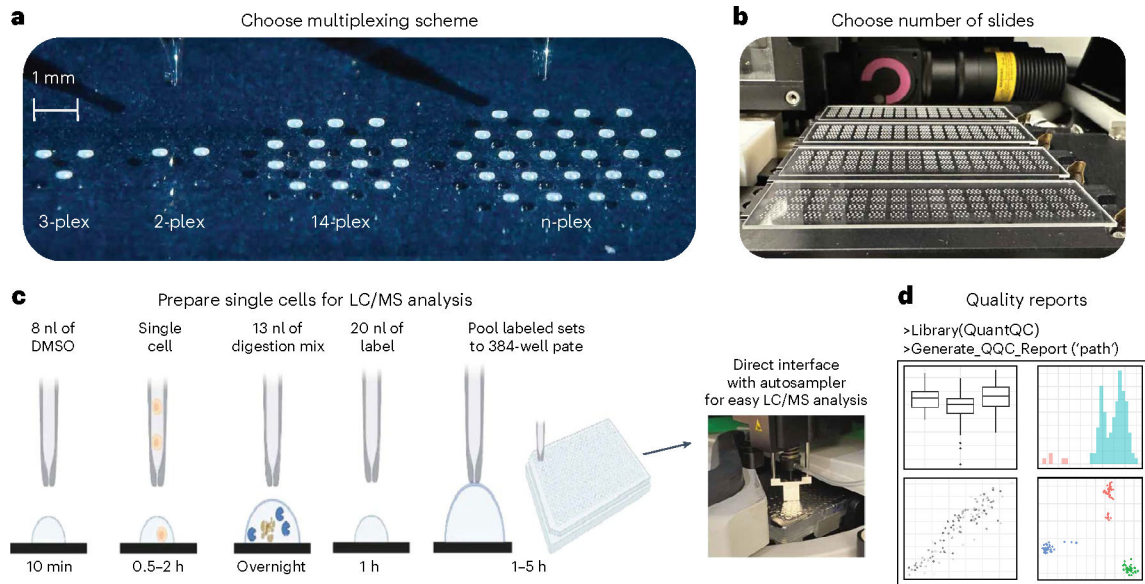 a
Choose multiplexing scheme
1 mm
3-plex
2-plex
14-plex
n-plex
b
Choose number of slides
c
Prepare single cells for LC/MS analysis
8 nl of
DMSO
Single
cell
13 nl of
digestion mix
20 nl of
label
Pool labeled sets
to 384-well pate
10 min
0.5–2 h
Overnight
1 h
1–5 h
Direct interface
with autosampler
for easy LC/MS analysis
d
Quality reports
>Library(QuantQC)
>Generate_QQC_Report ('path')